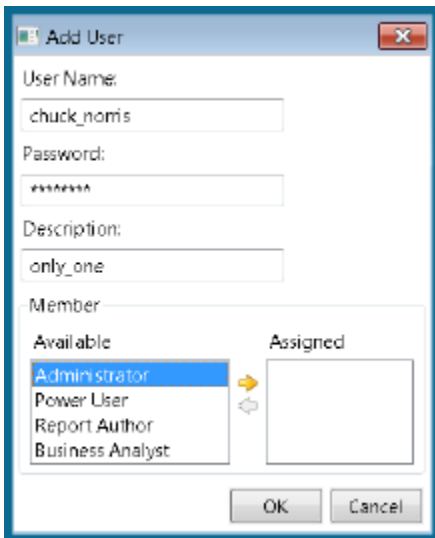 Add User
User Name:
chuck_norris
Password:
********
Description:
only_one
Member
Available Assigned
Administrator
Power User
Report Author
Business Analyst
OK Cancel